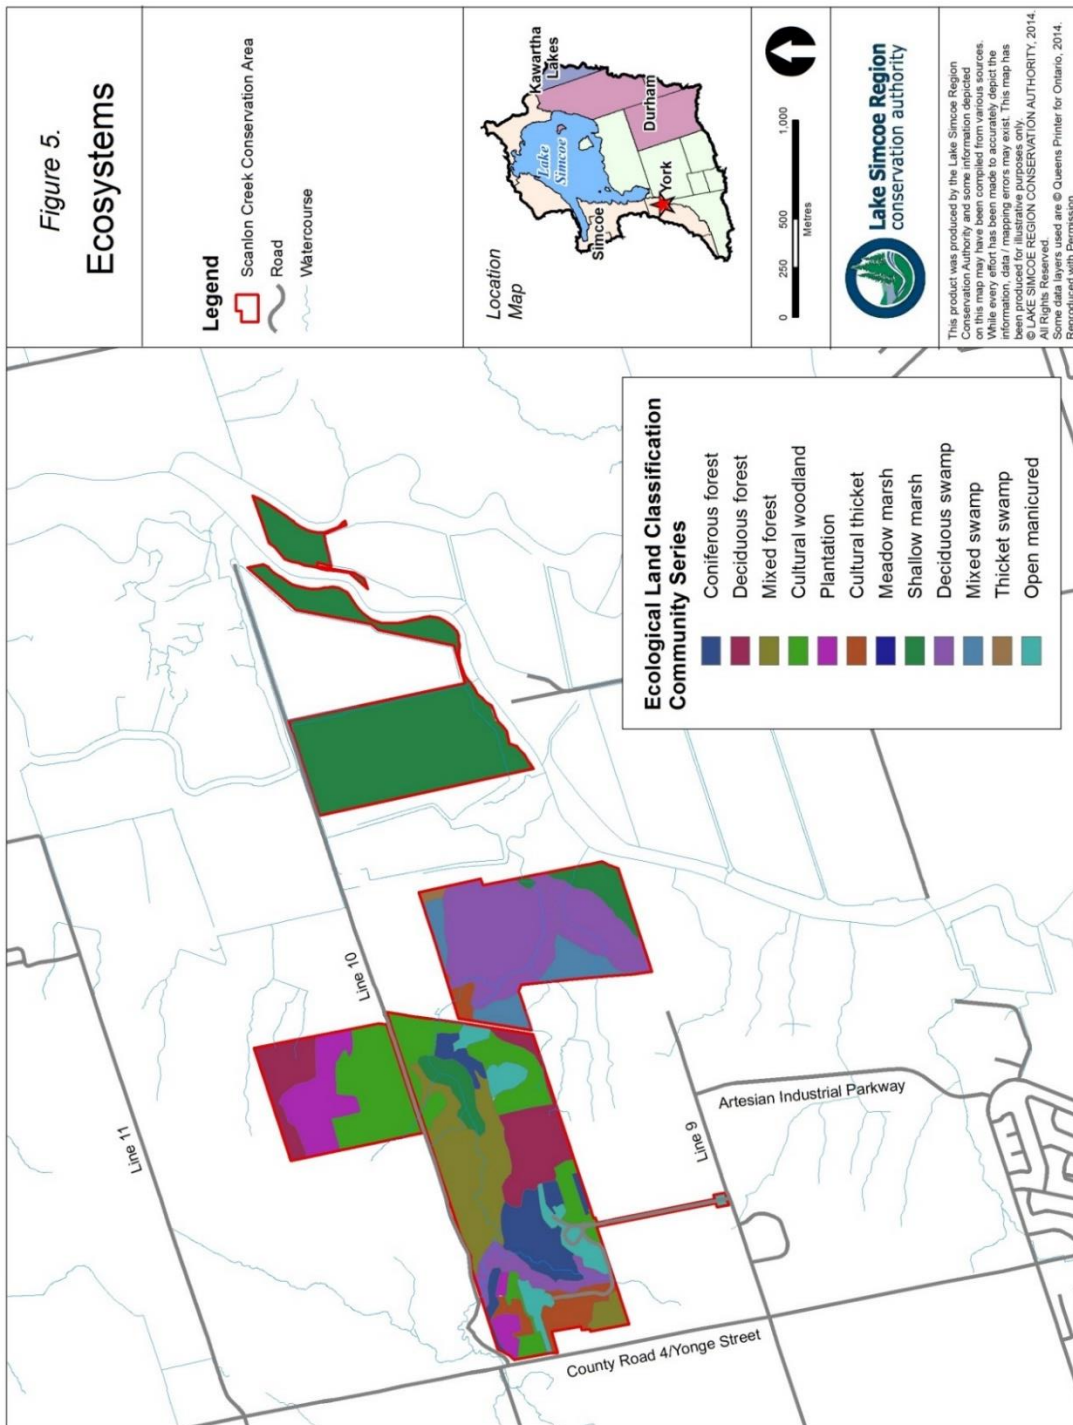 Figure 5.
Ecosystems
Legend
Scanlon Creek Conservation Area
Road
Watercourse
Location
Map
Kawartha
Lakes
Lake
Simcoe
Simcoe
Durham
York
0 250 500 1,000
Metres
Lake Simcoe Region
conservation authority
This product was produced by the Lake Simcoe Region
Conservation Authority and some information depicted
on this map may have been compiled from various sources.
While every effort has been made to accurately depict the
information, data / mapping errors may exist. This map has
been produced for illustrative purposes only.
© LAKE SIMCOE REGION CONSERVATION AUTHORITY, 2014.
All Rights Reserved.
Some data layers used are © Queens Printer for Ontario, 2014.
Reproduced with Permission
Line 11
Line 10
Line 9
Artesian Industrial Parkway
County Road 4/Yonge Street
Ecological Land Classification
Community Series
Coniferous forest
Deciduous forest
Mixed forest
Cultural woodland
Plantation
Cultural thicket
Meadow marsh
Shallow marsh
Deciduous swamp
Mixed swamp
Thicket swamp
Open manicured